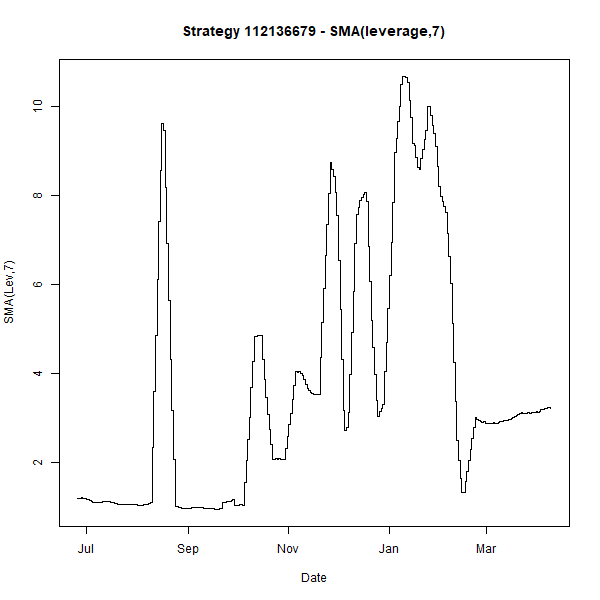 Strategy 112136679 - SMA(leverage,7)
SMA(Lev,7)
10
8
6
4
2
Jul Sep Nov Jan Mar
Date